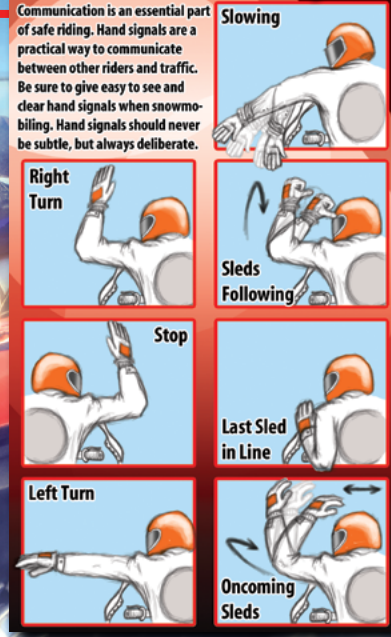 Communication is an essential part
of safe riding. Hand signals are a
practical way to communicate
between other riders and traffic.
Be sure to give easy to see and
clear hand signals when snowmo-
biling. Hand signals should never
be subtle, but always deliberate.
Slowing
Right
Turn
Sleds
Following
Stop
Last Sled
in Line
Left Turn
Oncoming
Sleds